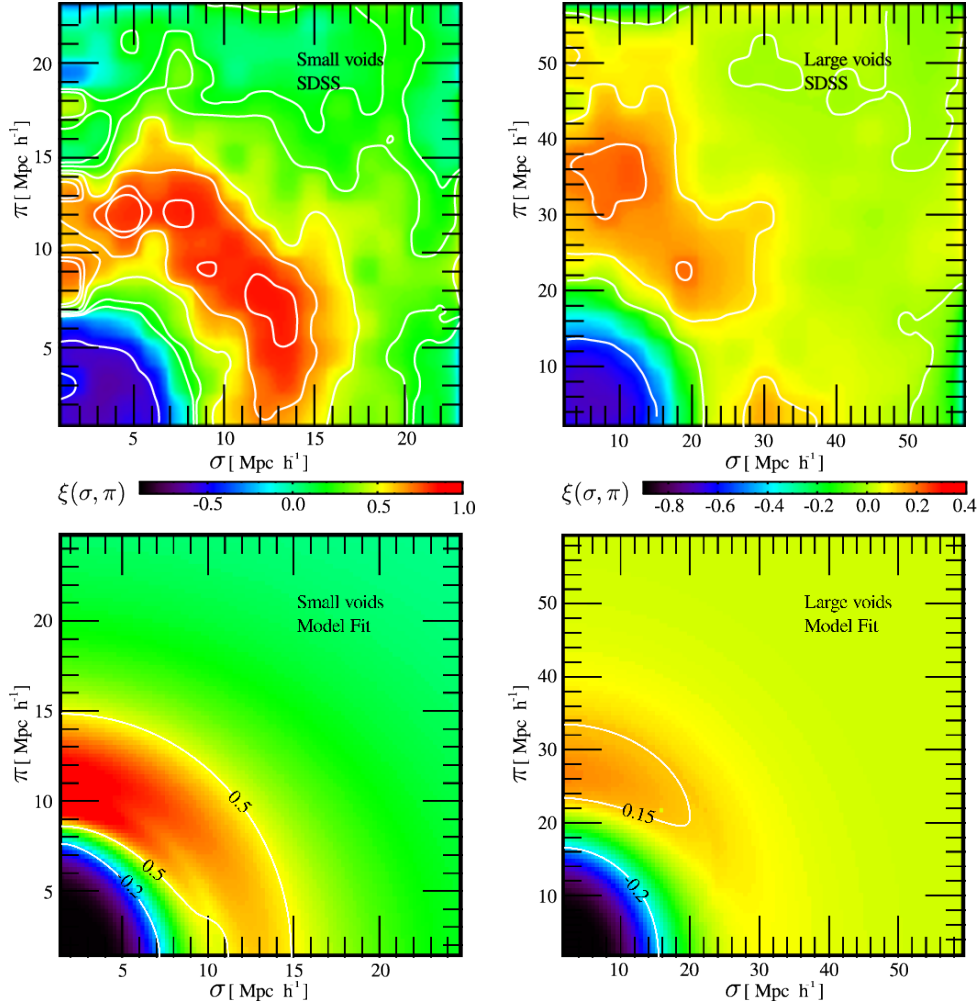 Small voids
SDSS
20
15
10
5
π [ Mpc h⁻¹]
5
10
15
20
σ [ Mpc h⁻¹]
Large voids
SDSS
50
40
30
20
10
π [ Mpc h⁻¹]
10
20
30
40
50
σ [ Mpc h⁻¹]
ξ(σ, π)
-0.5
0.0
0.5
1.0
ξ(σ, π)
-0.8
-0.6
-0.4
-0.2
0.0
0.2
0.4
Small voids
Model Fit
20
15
10
5
π [ Mpc h⁻¹]
0.5
0.5
-0.2
5
10
15
20
σ [ Mpc h⁻¹]
Large voids
Model Fit
50
40
30
20
10
π [ Mpc h⁻¹]
0.15
-0.2
10
20
30
40
50
σ [ Mpc h⁻¹]